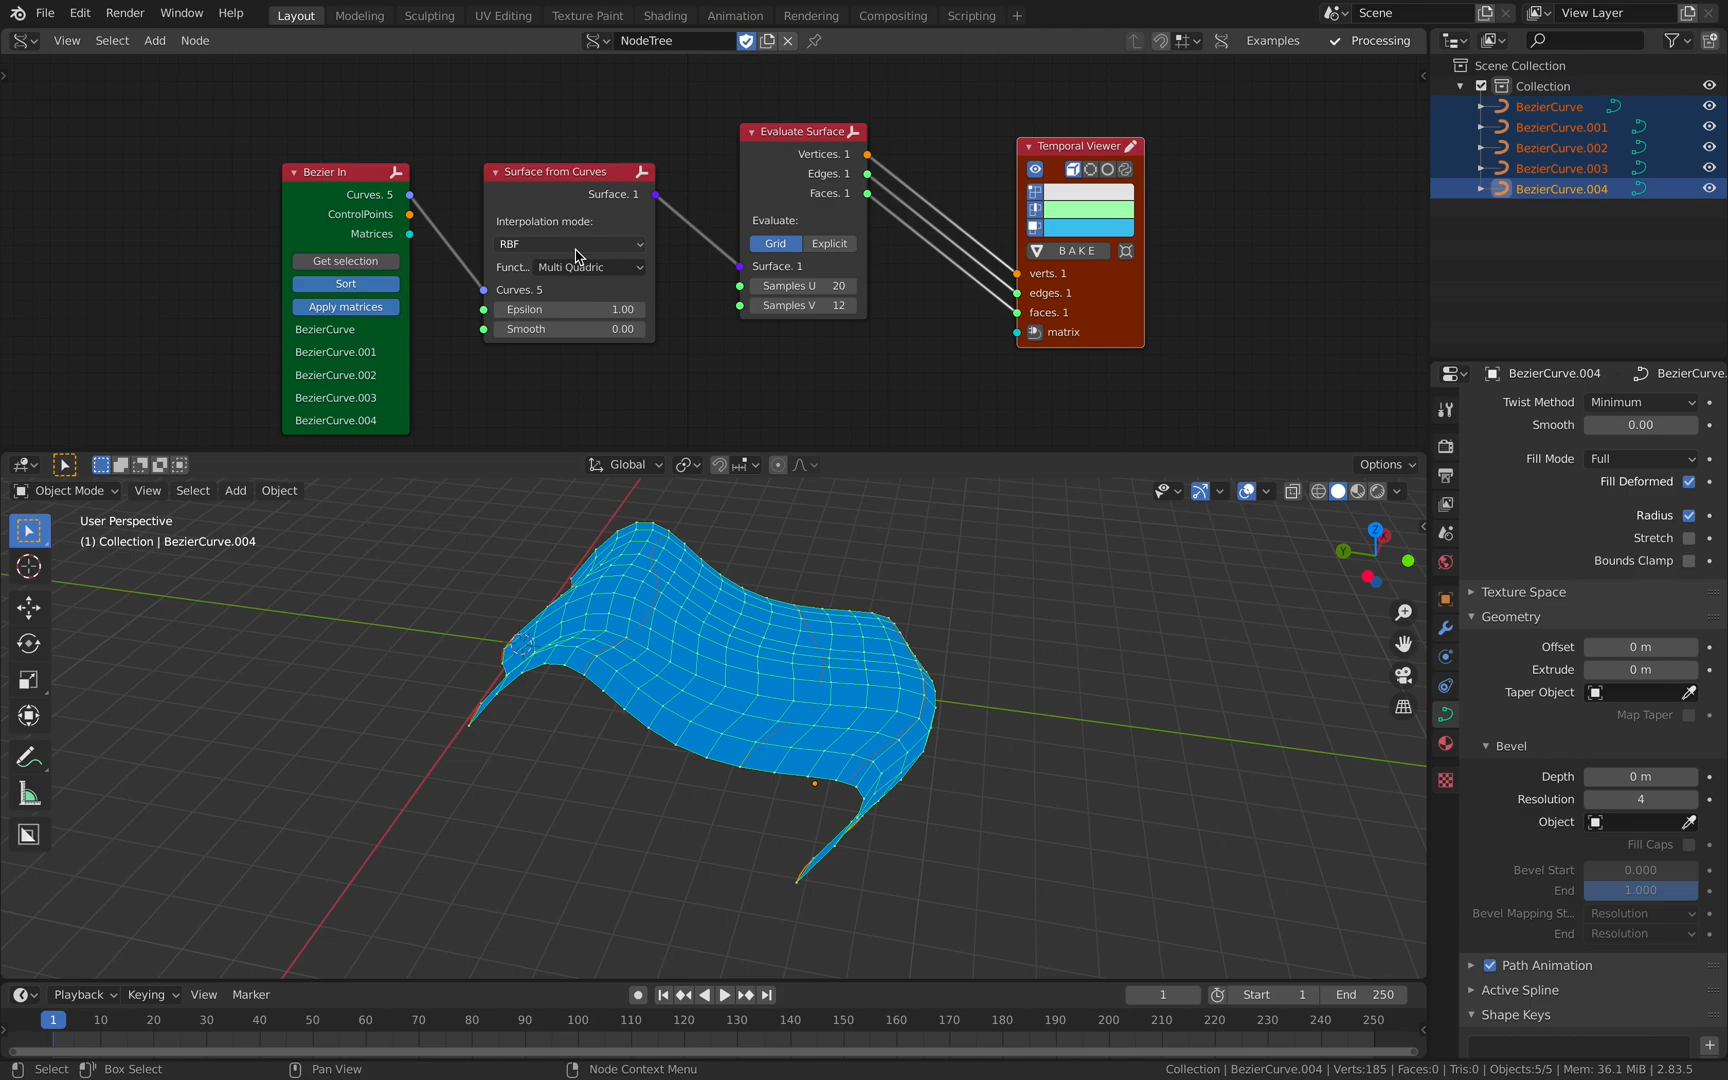 File Edit Render Window Help Layout Modeling Sculpting UV Editing Texture Paint Shading Animation Rendering Compositing Scripting + Scene View Layer
View Select Add Node NodeTree Examples Processing
Scene Collection
Collection
BezierCurve
BezierCurve.001
BezierCurve.002
BezierCurve.003
BezierCurve.004
Bezier In
Curves. 5
ControlPoints
Matrices
Get selection
Sort
Apply matrices
BezierCurve
BezierCurve.001
BezierCurve.002
BezierCurve.003
BezierCurve.004
Surface from Curves
Surface. 1
Interpolation mode:
RBF
Funct... Multi Quadric
Curves. 5
Epsilon 1.00
Smooth 0.00
Evaluate Surface
Vertices. 1
Edges. 1
Faces. 1
Evaluate:
Grid Explicit
Surface. 1
Samples U 20
Samples V 12
Temporal Viewer
BAKE
verts. 1
edges. 1
faces. 1
matrix
Global Options
Object Mode View Select Add Object
User Perspective
(1) Collection | BezierCurve.004
Z
Y
BezierCurve.004 BezierCurve.
Twist Method Minimum
Smooth 0.00
Fill Mode Full
Fill Deformed
Radius
Stretch
Bounds Clamp
Texture Space
Geometry
Offset 0 m
Extrude 0 m
Taper Object
Map Taper
Bevel
Depth 0 m
Resolution 4
Object
Fill Caps
Bevel Start 0.000
End 1.000
Bevel Mapping St... Resolution
End Resolution
Path Animation
Active Spline
Shape Keys
Playback Keying View Marker 1 Start 1 End 250
1 10 20 30 40 50 60 70 80 90 100 110 120 130 140 150 160 170 180 190 200 210 220 230 240 250
Select Box Select Pan View Node Context Menu Collection | BezierCurve.004 | Verts:185 | Faces:0 | Tris:0 | Objects:5/5 | Mem: 36.1 MiB | 2.83.5